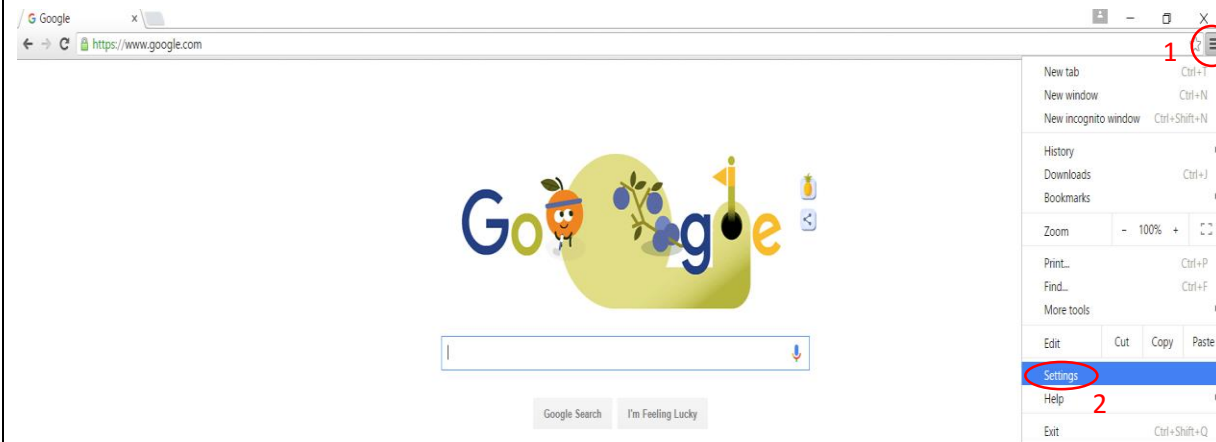 G Google x
https://www.google.com
1
New tab Ctrl+T
New window Ctrl+N
New incognito window Ctrl+Shift+N
History
Downloads Ctrl+J
Bookmarks
Zoom - 100% +
Print... Ctrl+P
Find... Ctrl+F
More tools
Edit Cut Copy Paste
Settings
Help 2
Exit Ctrl+Shift+Q
Google
Google Search I'm Feeling Lucky